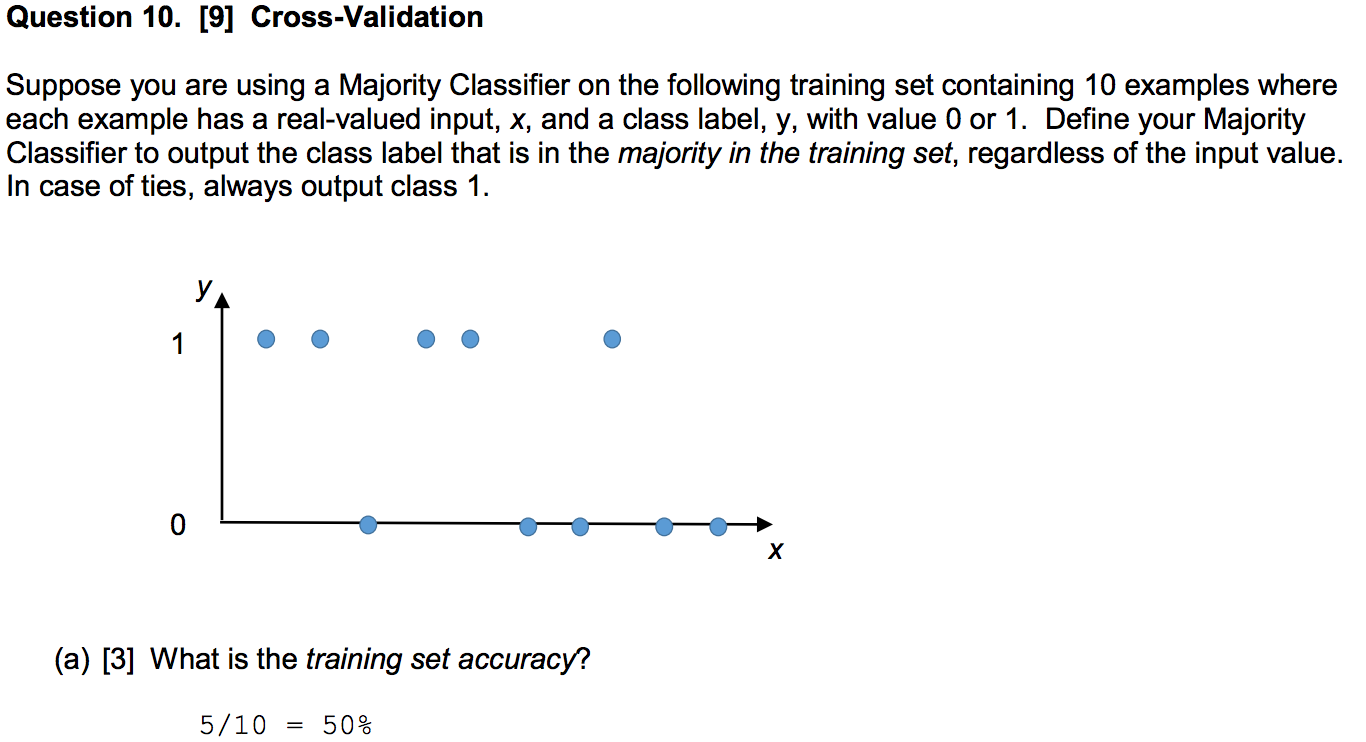 Question 10.  [9]  Cross-Validation
Suppose you are using a Majority Classifier on the following training set containing 10 examples where
each example has a real-valued input, x, and a class label, y, with value 0 or 1.  Define your Majority
Classifier to output the class label that is in the majority in the training set, regardless of the input value.
In case of ties, always output class 1.
y
1
0
x
(a) [3]  What is the training set accuracy?
5/10 = 50%